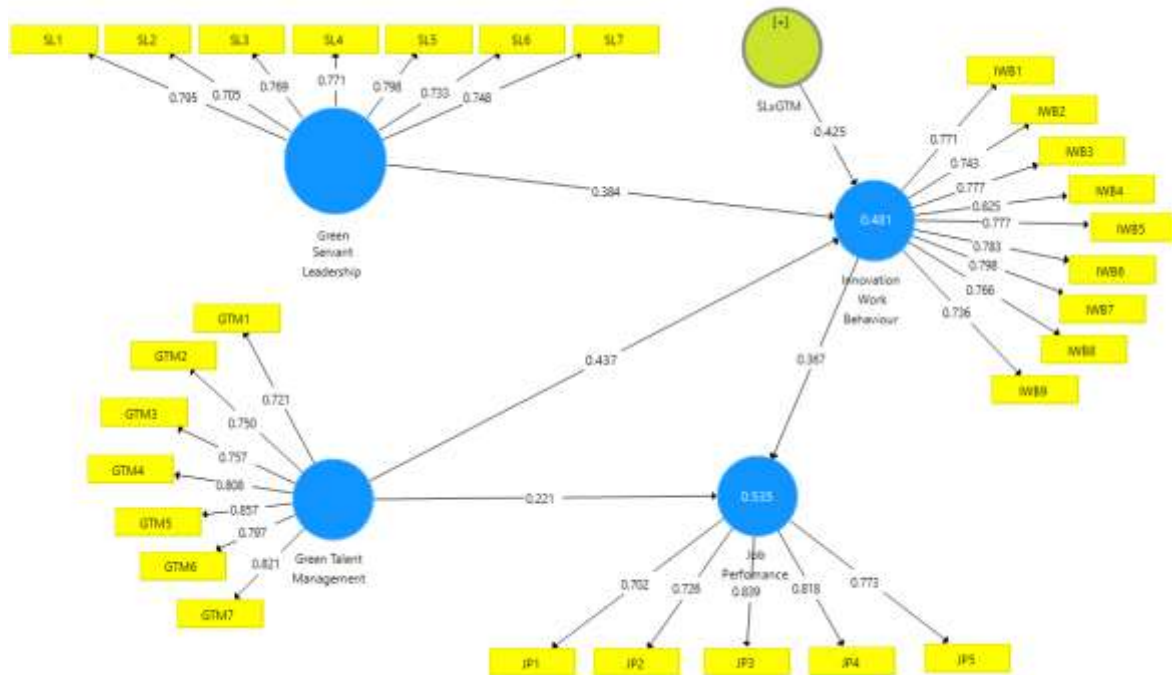 SL1 SL2 SL3 SL4 SL5 SL6 SL7
0.795 0.705 0.769 0.771 0.798 0.733 0.748
Green
Servant
Leadership
[+]
SLxGTM
0.425
0.384
0.481
Innovation
Work
Behaviour
IWB1
IWB2
IWB3
IWB4
IWB5
IWB6
IWB7
IWB8
IWB9
0.771
0.743
0.777
0.825
0.777
0.783
0.798
0.766
0.736
GTM1
GTM2
GTM3
GTM4
GTM5
GTM6
GTM7
0.721
0.750
0.757
0.808
0.857
0.797
0.821
Green Talent
Management
0.437
0.221
0.367
0.535
Job
Perfomance
0.702 0.726 0.839 0.818 0.773
JP1 JP2 JP3 JP4 JP5